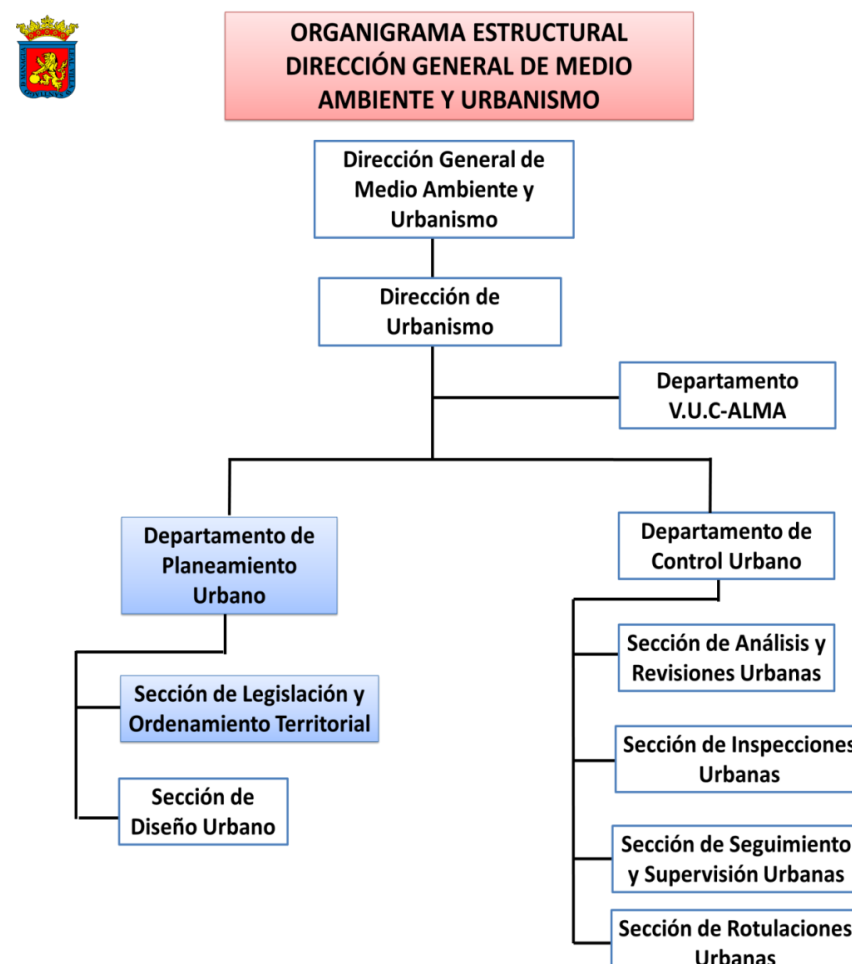 ORGANIGRAMA ESTRUCTURAL
DIRECCIÓN GENERAL DE MEDIO
AMBIENTE Y URBANISMO
Dirección General de
Medio Ambiente y
Urbanismo
Dirección de
Urbanismo
Departamento
V.U.C-ALMA
Departamento de
Planeamiento
Urbano
Departamento de
Control Urbano
Sección de Legislación y
Ordenamiento Territorial
Sección de
Diseño Urbano
Sección de Análisis y
Revisiones Urbanas
Sección de Inspecciones
Urbanas
Sección de Seguimiento
y Supervisión Urbanas
Sección de Rotulaciones
Urbanas